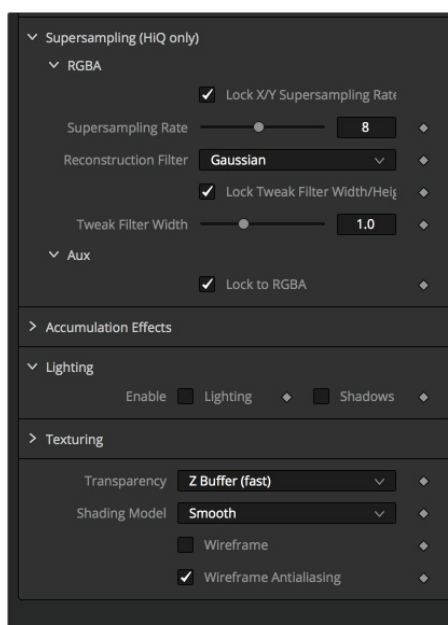 Supersampling (HiQ only)
RGBA
Lock X/Y Supersampling Rate
Supersampling Rate 8
Reconstruction Filter Gaussian
Lock Tweak Filter Width/Heig
Tweak Filter Width 1.0
Aux
Lock to RGBA
Accumulation Effects
Lighting
Enable Lighting Shadows
Texturing
Transparency Z Buffer (fast)
Shading Model Smooth
Wireframe
Wireframe Antialiasing